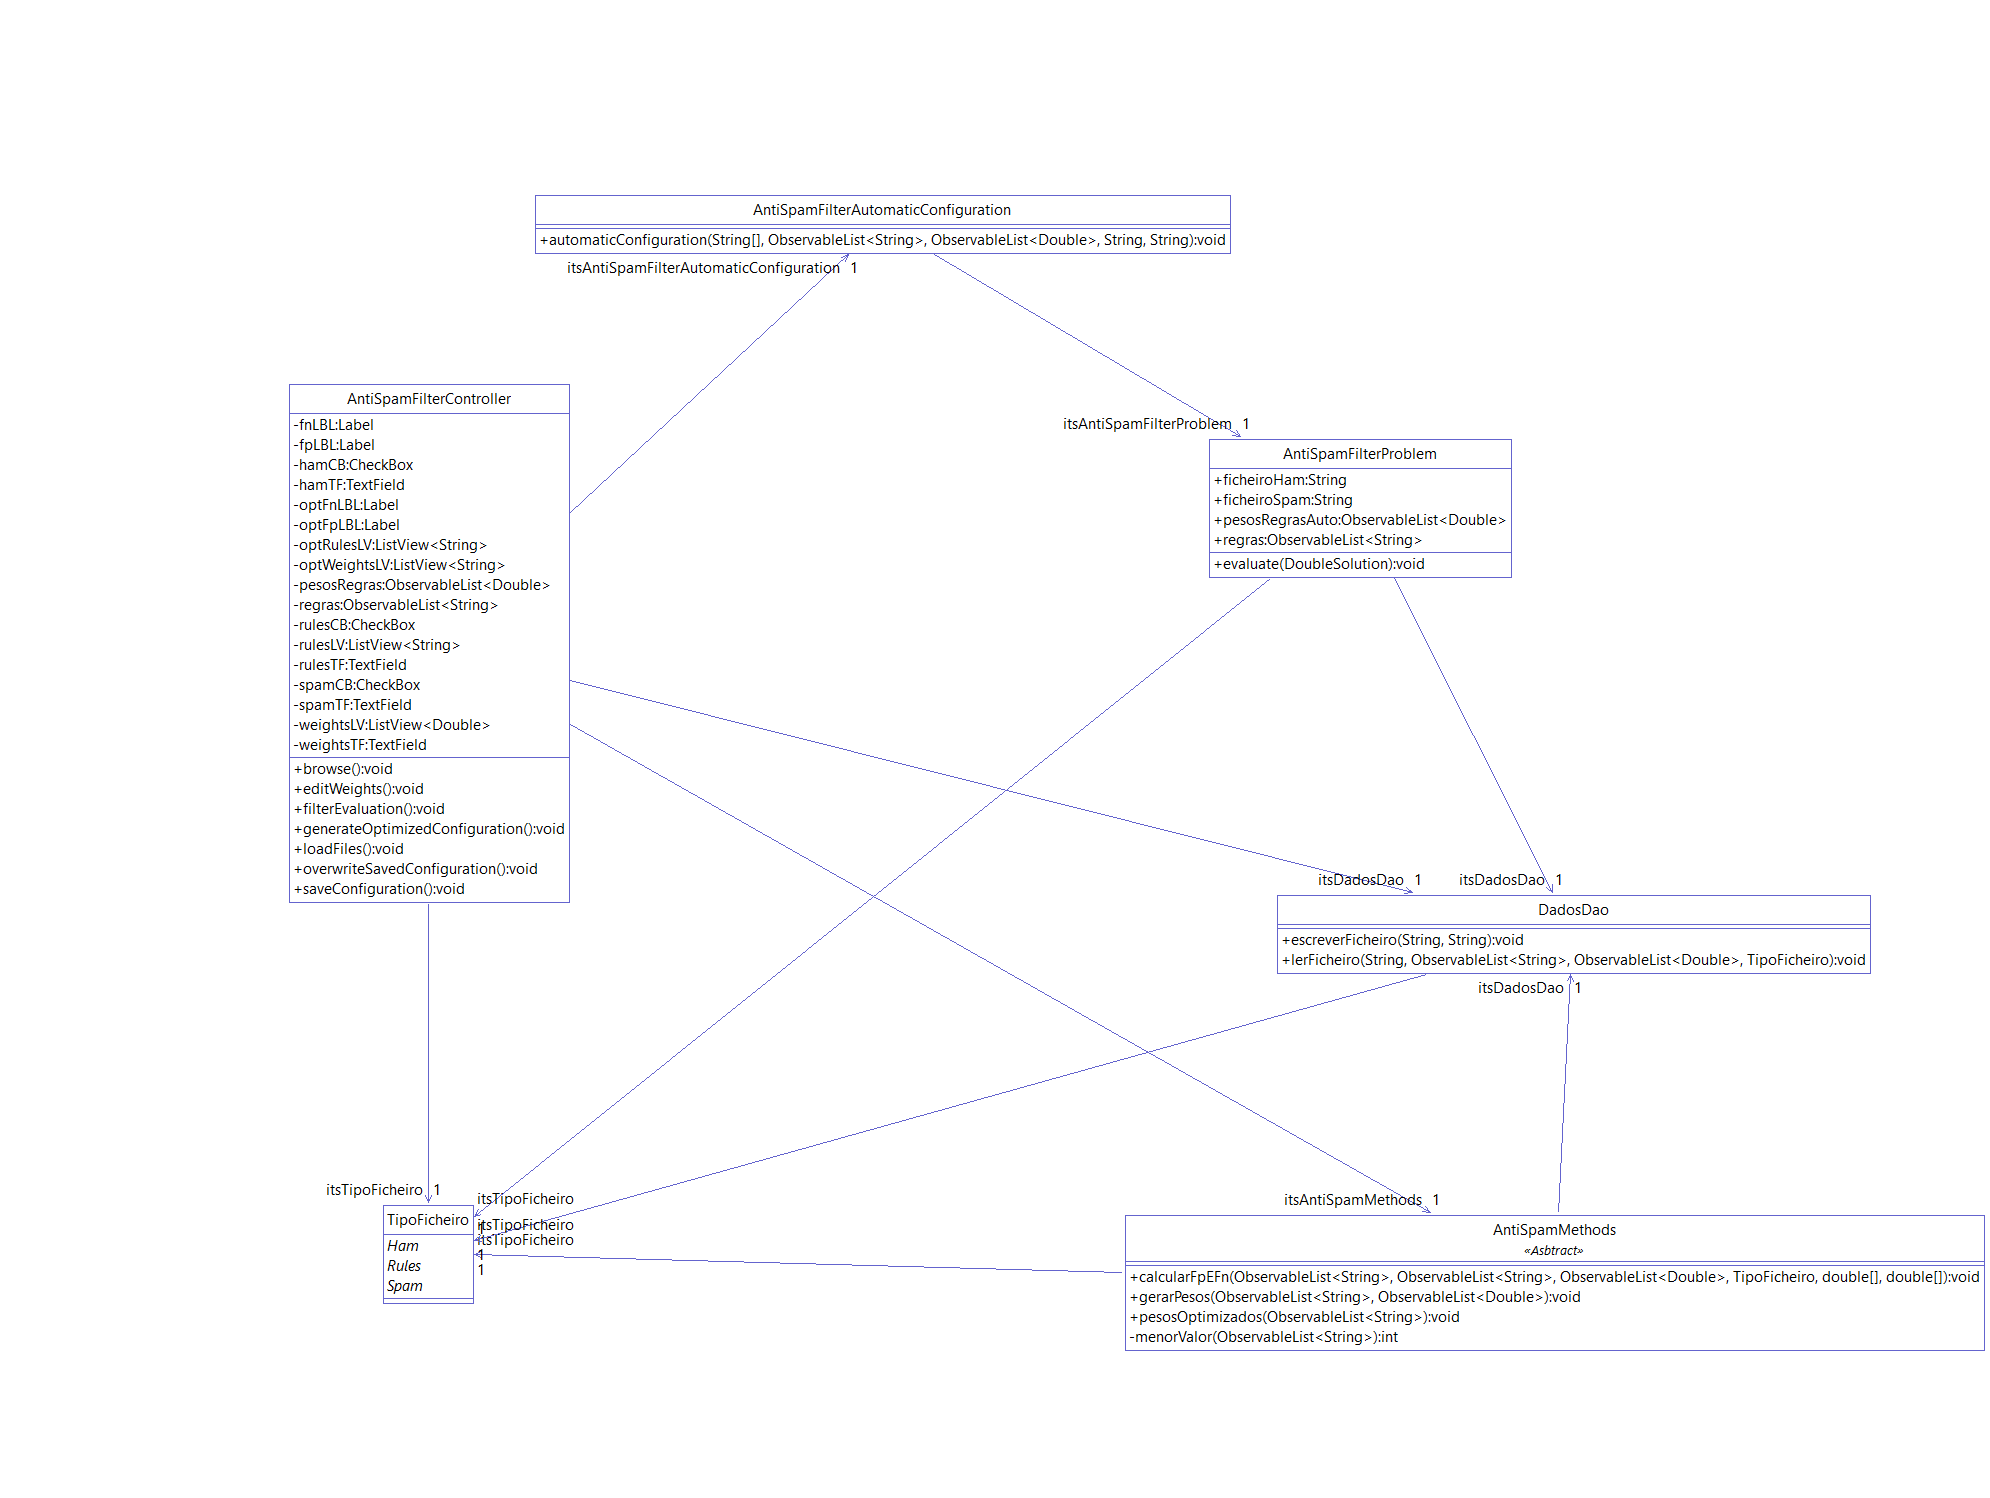 AntiSpamFilterAutomaticConfiguration
+automaticConfiguration(String[], ObservableList<String>, ObservableList<Double>, String, String):void
itsAntiSpamFilterAutomaticConfiguration 1
AntiSpamFilterController
-fnLBL:Label
-fpLBL:Label
-hamCB:CheckBox
-hamTF:TextField
-optFnLBL:Label
-optFpLBL:Label
-optRulesLV:ListView<String>
-optWeightsLV:ListView<String>
-pesosRegras:ObservableList<Double>
-regras:ObservableList<String>
-rulesCB:CheckBox
-rulesLV:ListView<String>
-rulesTF:TextField
-spamCB:CheckBox
-spamTF:TextField
-weightsLV:ListView<Double>
-weightsTF:TextField
+browse():void
+editWeights():void
+filterEvaluation():void
+generateOptimizedConfiguration():void
+loadFiles():void
+overwriteSavedConfiguration():void
+saveConfiguration():void
itsAntiSpamFilterProblem 1
AntiSpamFilterProblem
+ficheiroHam:String
+ficheiroSpam:String
+pesosRegrasAuto:ObservableList<Double>
+regras:ObservableList<String>
+evaluate(DoubleSolution):void
itsDadosDao 1
itsDadosDao 1
DadosDao
+escreverFicheiro(String, String):void
+lerFicheiro(String, ObservableList<String>, ObservableList<Double>, TipoFicheiro):void
itsDadosDao 1
itsTipoFicheiro 1
itsTipoFicheiro
1
itsTipoFicheiro
itsTipoFicheiro
1
1
TipoFicheiro
Ham
Rules
Spam
itsAntiSpamMethods 1
AntiSpamMethods
«Asbtract»
+calcularFpEFn(ObservableList<String>, ObservableList<String>, ObservableList<Double>, TipoFicheiro, double[], double[]):void
+gerarPesos(ObservableList<String>, ObservableList<Double>):void
+pesosOptimizados(ObservableList<String>):void
-menorValor(ObservableList<String>):int